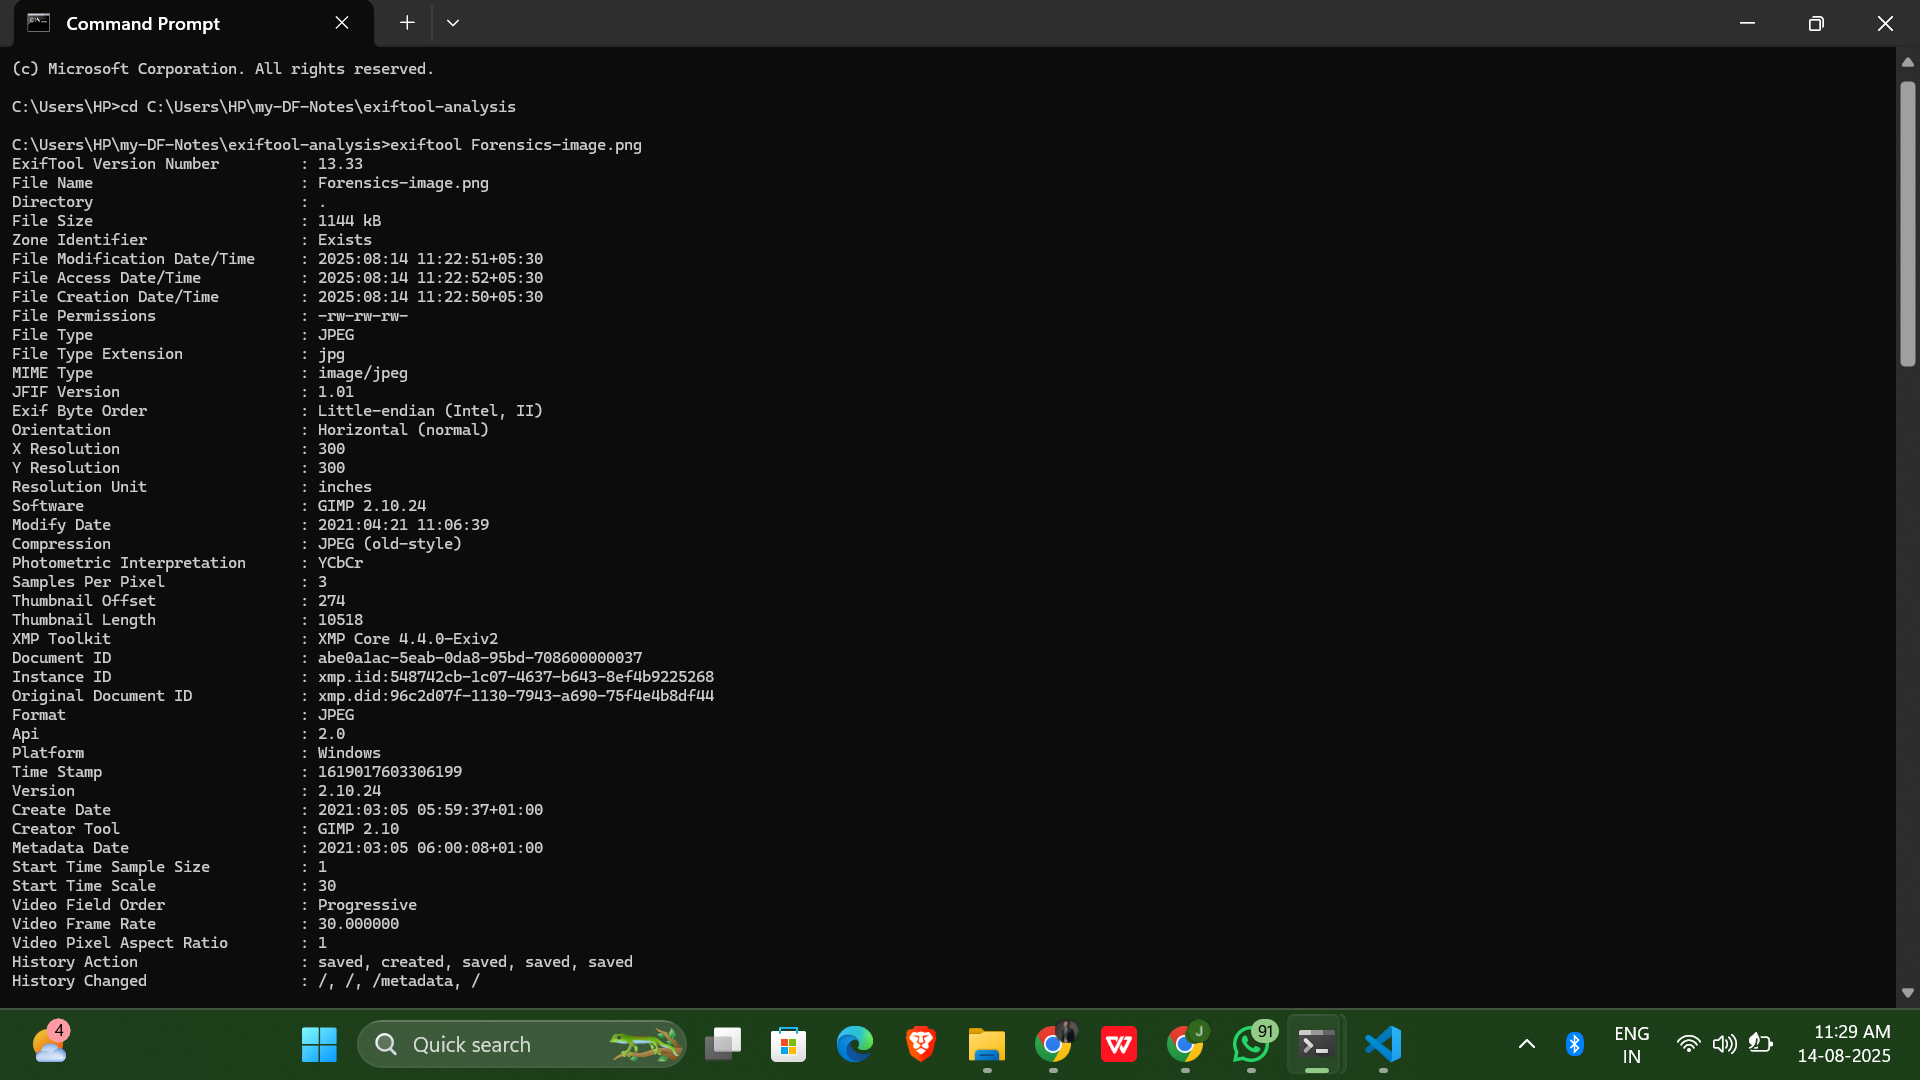 Command Prompt
(c) Microsoft Corporation. All rights reserved.
C:\Users\HP>cd C:\Users\HP\my-DF-Notes\exiftool-analysis
C:\Users\HP\my-DF-Notes\exiftool-analysis>exiftool Forensics-image.png
ExifTool Version Number : 13.33
File Name : Forensics-image.png
Directory : .
File Size : 1144 kB
Zone Identifier : Exists
File Modification Date/Time : 2025:08:14 11:22:51+05:30
File Access Date/Time : 2025:08:14 11:22:52+05:30
File Creation Date/Time : 2025:08:14 11:22:50+05:30
File Permissions : -rw-rw-rw-
File Type : JPEG
File Type Extension : jpg
MIME Type : image/jpeg
JFIF Version : 1.01
Exif Byte Order : Little-endian (Intel, II)
Orientation : Horizontal (normal)
X Resolution : 300
Y Resolution : 300
Resolution Unit : inches
Software : GIMP 2.10.24
Modify Date : 2021:04:21 11:06:39
Compression : JPEG (old-style)
Photometric Interpretation : YCbCr
Samples Per Pixel : 3
Thumbnail Offset : 274
Thumbnail Length : 10518
XMP Toolkit : XMP Core 4.4.0-Exiv2
Document ID : abe0a1ac-5eab-0da8-95bd-708600000037
Instance ID : xmp.iid:548742cb-1c07-4637-b643-8ef4b9225268
Original Document ID : xmp.did:96c2d07f-1130-7943-a690-75f4e4b8df44
Format : JPEG
Api : 2.0
Platform : Windows
Time Stamp : 1619017603306199
Version : 2.10.24
Create Date : 2021:03:05 05:59:37+01:00
Creator Tool : GIMP 2.10
Metadata Date : 2021:03:05 06:00:08+01:00
Start Time Sample Size : 1
Start Time Scale : 30
Video Field Order : Progressive
Video Frame Rate : 30.000000
Video Pixel Aspect Ratio : 1
History Action : saved, created, saved, saved, saved
History Changed : /, /, /metadata, /
4
Quick search
W
J
91
ENG
IN
11:29 AM
14-08-2025